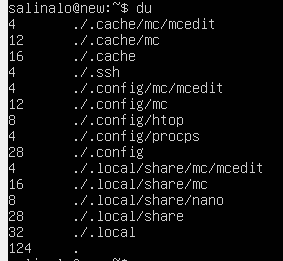 salinalo@new:~$ du
4 ./.cache/mc/mcedit
12 ./.cache/mc
16 ./.cache
4 ./.ssh
4 ./.config/mc/mcedit
12 ./.config/mc
8 ./.config/htop
4 ./.config/procps
28 ./.config
4 ./.local/share/mc/mcedit
16 ./.local/share/mc
8 ./.local/share/nano
28 ./.local/share
32 ./.local
124 .
salinalo@new:~$